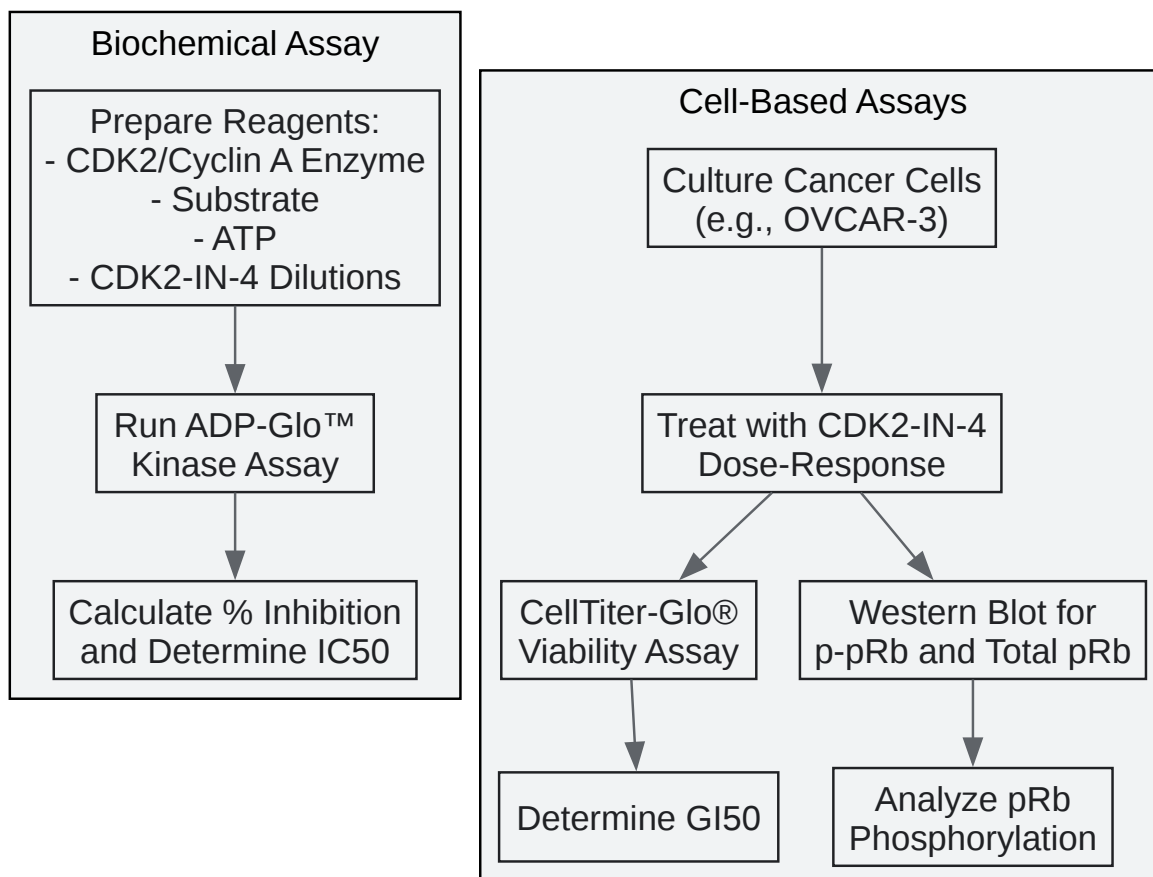 Biochemical Assay
Prepare Reagents:
- CDK2/Cyclin A Enzyme
- Substrate
- ATP
- CDK2-IN-4 Dilutions
Run ADP-Glo™
Kinase Assay
Calculate % Inhibition
and Determine IC50
Cell-Based Assays
Culture Cancer Cells
(e.g., OVCAR-3)
Treat with CDK2-IN-4
Dose-Response
CellTiter-Glo®
Viability Assay
Western Blot for
p-pRb and Total pRb
Determine GI50
Analyze pRb
Phosphorylation